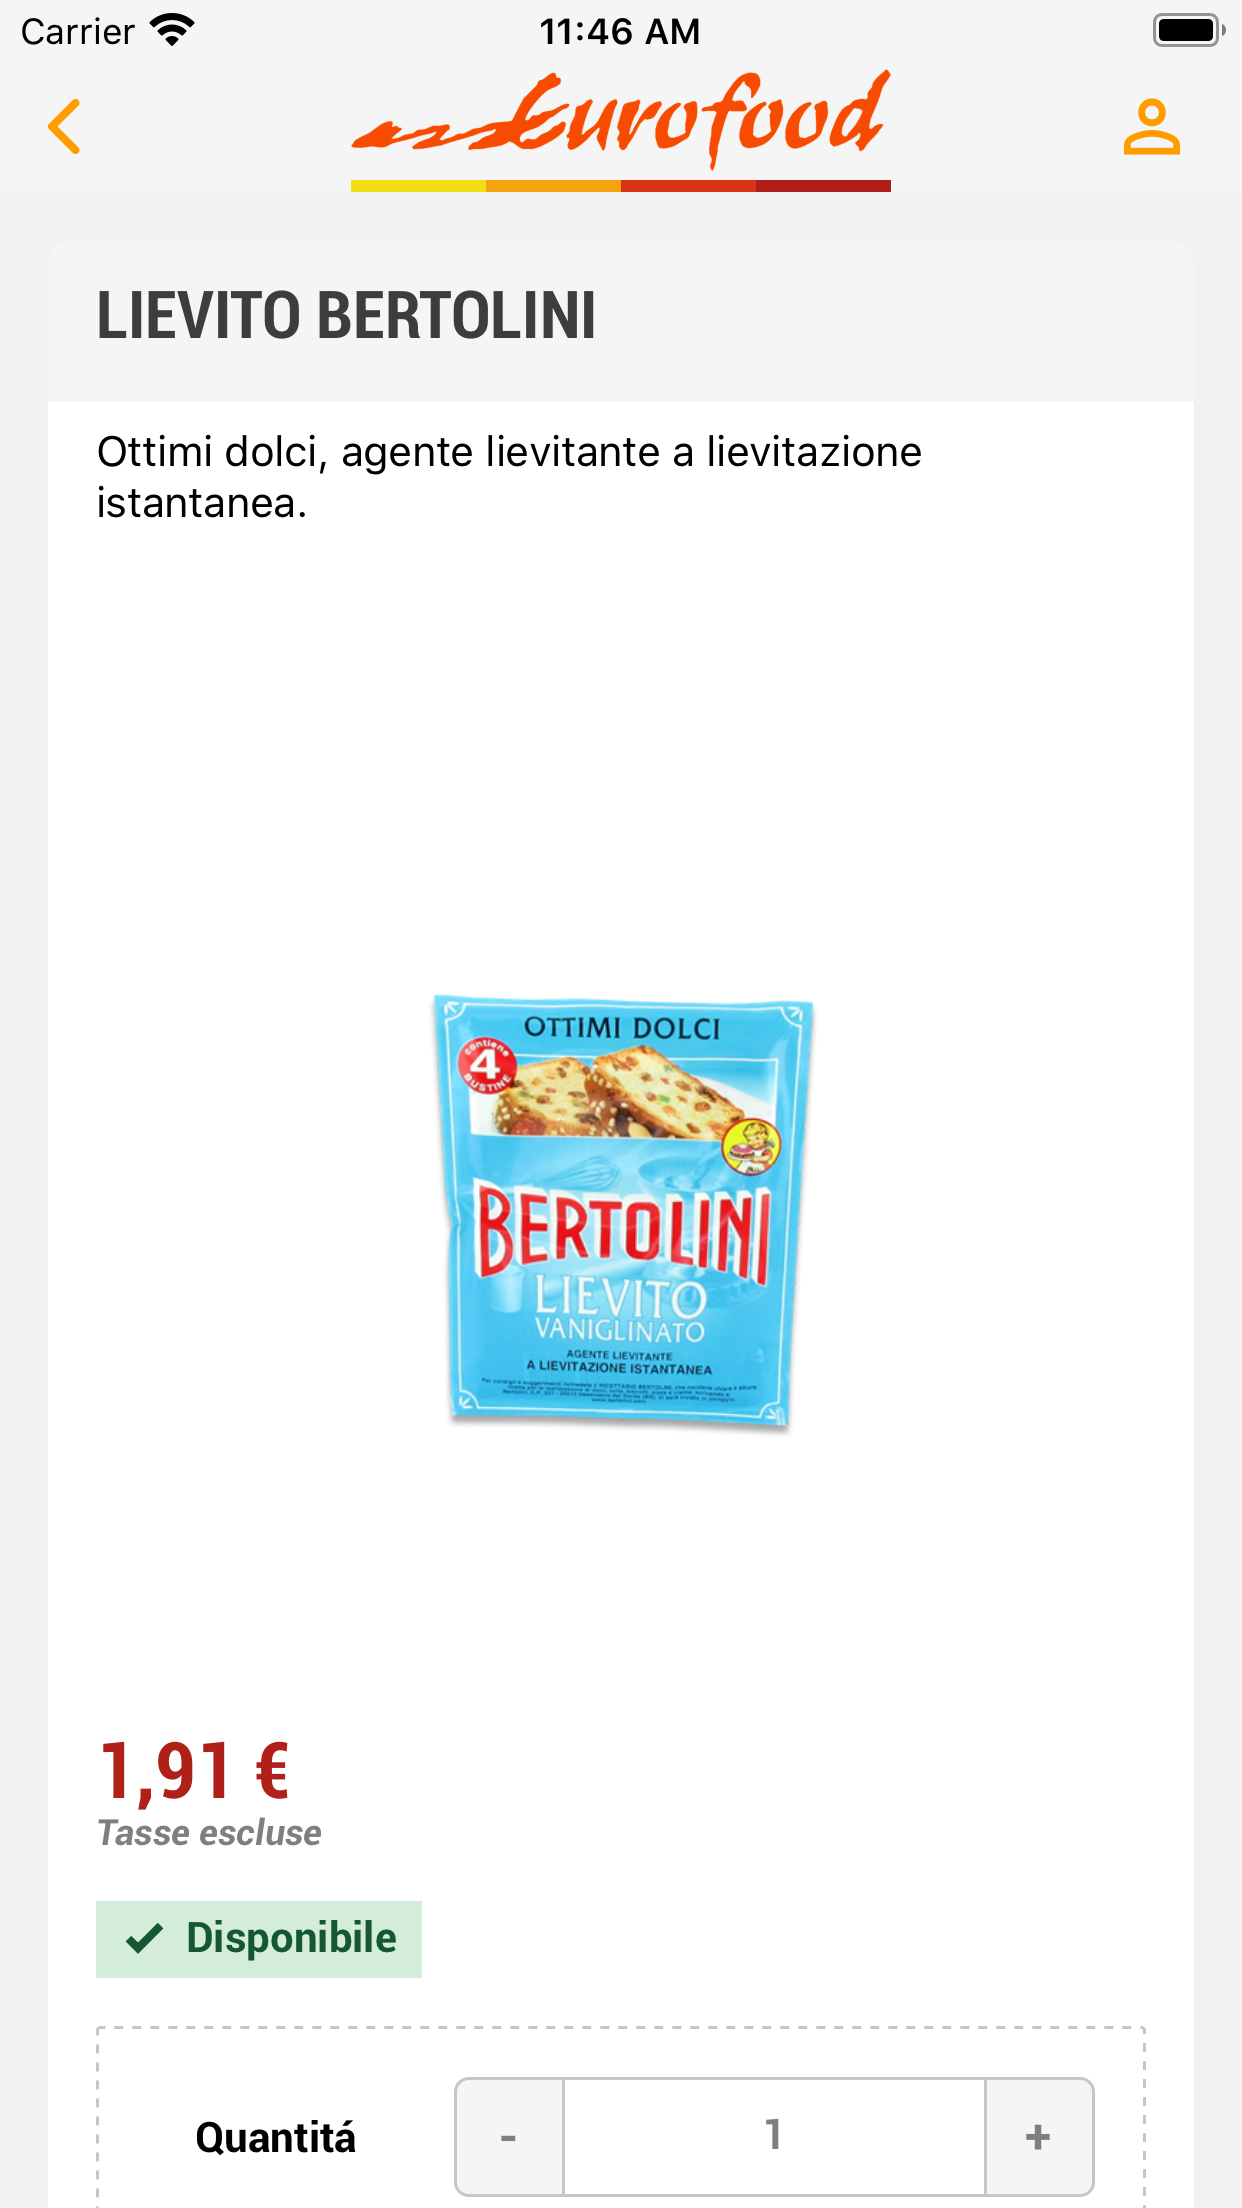 Carrier
11:46 AM
Eurofood
LIEVITO BERTOLINI
Ottimi dolci, agente lievitante a lievitazione
istantanea.
OTTIMI DOLCI
contiene
4
BUSTINE
BERTOLINI
LIEVITO
VANIGLINATO
AGENTE LIEVITANTE
A LIEVITAZIONE ISTANTANEA
1,91 €
Tasse escluse
Disponibile
Quantitá
-
1
+